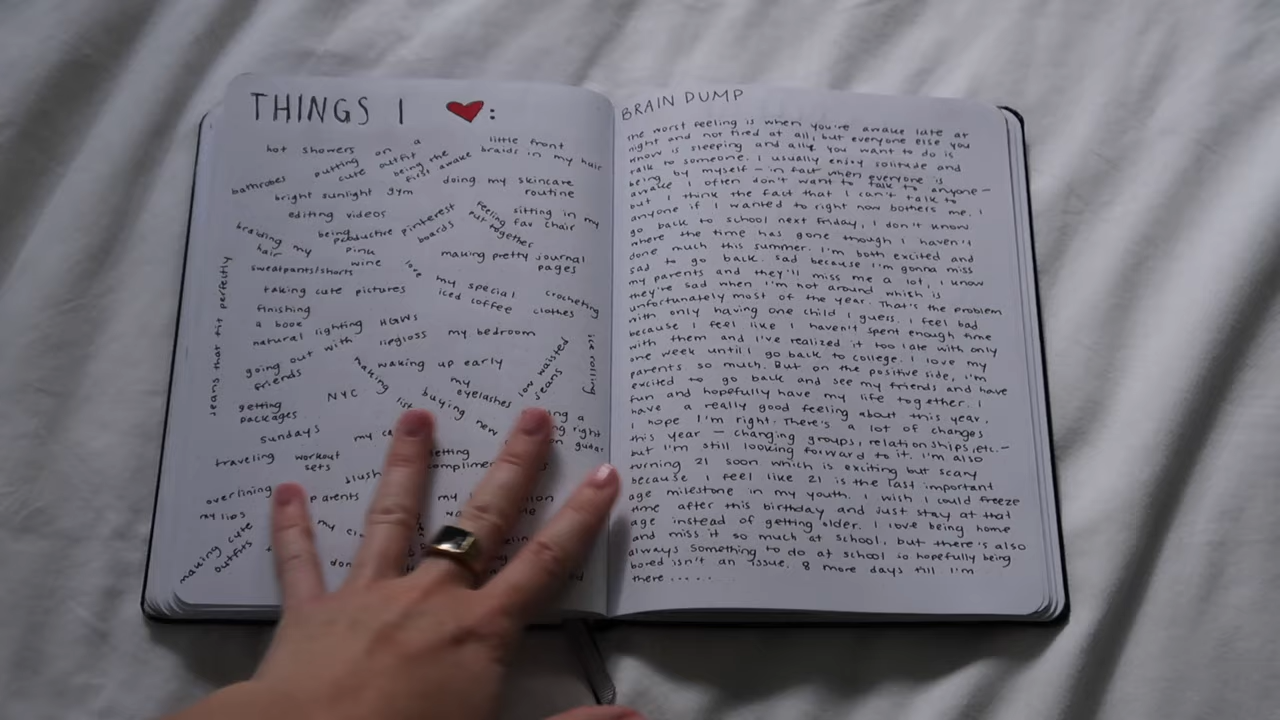 THINGS I ❤:
hot showers
putting on a
cute outfit
being the
first awake
little front
braids in my hair
bathrobes
bright sunlight
gym
doing my skincare
routine
editing videos
being
productive
pinterest
boards
feeling
put together
sitting in my
fav chair
braiding my
hair
pink
wine
love
making pretty journal
pages
sweatpants/shorts
taking cute pictures
my special
iced coffee
crocheting
clothes
jeans that fit perfectly
finishing
a book
natural lighting
HAWS
lipgloss
my bedroom
going out with
friends
waking up early
making
lists
my
eyelashes
low waisted
jeans
ice rolling
getting
packages
NYC
buying new
sundays
my
getting
traveling
workout
sets
overlining
my lips
parents
my
making cute
outfits
BRAIN DUMP
the worst feeling is when you're awake late at
night and not tired at all, but everyone else you
know is sleeping and all you want to do is
talk to someone. I usually enjoy solitude and
being by myself – in fact when everyone is
awake I often don't want to talk to anyone –
but I think the fact that I can't talk to
anyone if I wanted to right now bothers me. I
go back to school next Friday, I don't know
where the time has gone though I haven't
done much this summer. I'm both excited and
sad to go back. Sad because I'm gonna miss
my parents and they'll miss me a lot, I know
they're sad when I'm not around which is
unfortunately most of the year. That's the problem
with only having one child I guess. I feel bad
because I feel like I haven't spent enough time
with them and I've realized it too late with only
one week until I go back to college. I love my
parents so much. But on the positive side, I'm
excited to go back and see my friends and have
fun and hopefully have my life together. I
have a really good feeling about this year,
I hope I'm right. There's a lot of changes
this year – changing groups, relationships, etc. –
but I'm still looking forward to it. I'm also
turning 21 soon which is exciting but scary
because I feel like 21 is the last important
age milestone in my youth. I wish I could freeze
time after this birthday and just stay at that
age instead of getting older. I love being home
and miss it so much at school, but there's also
always something to do at school so hopefully being
bored isn't an issue. 8 more days till I'm
there.....